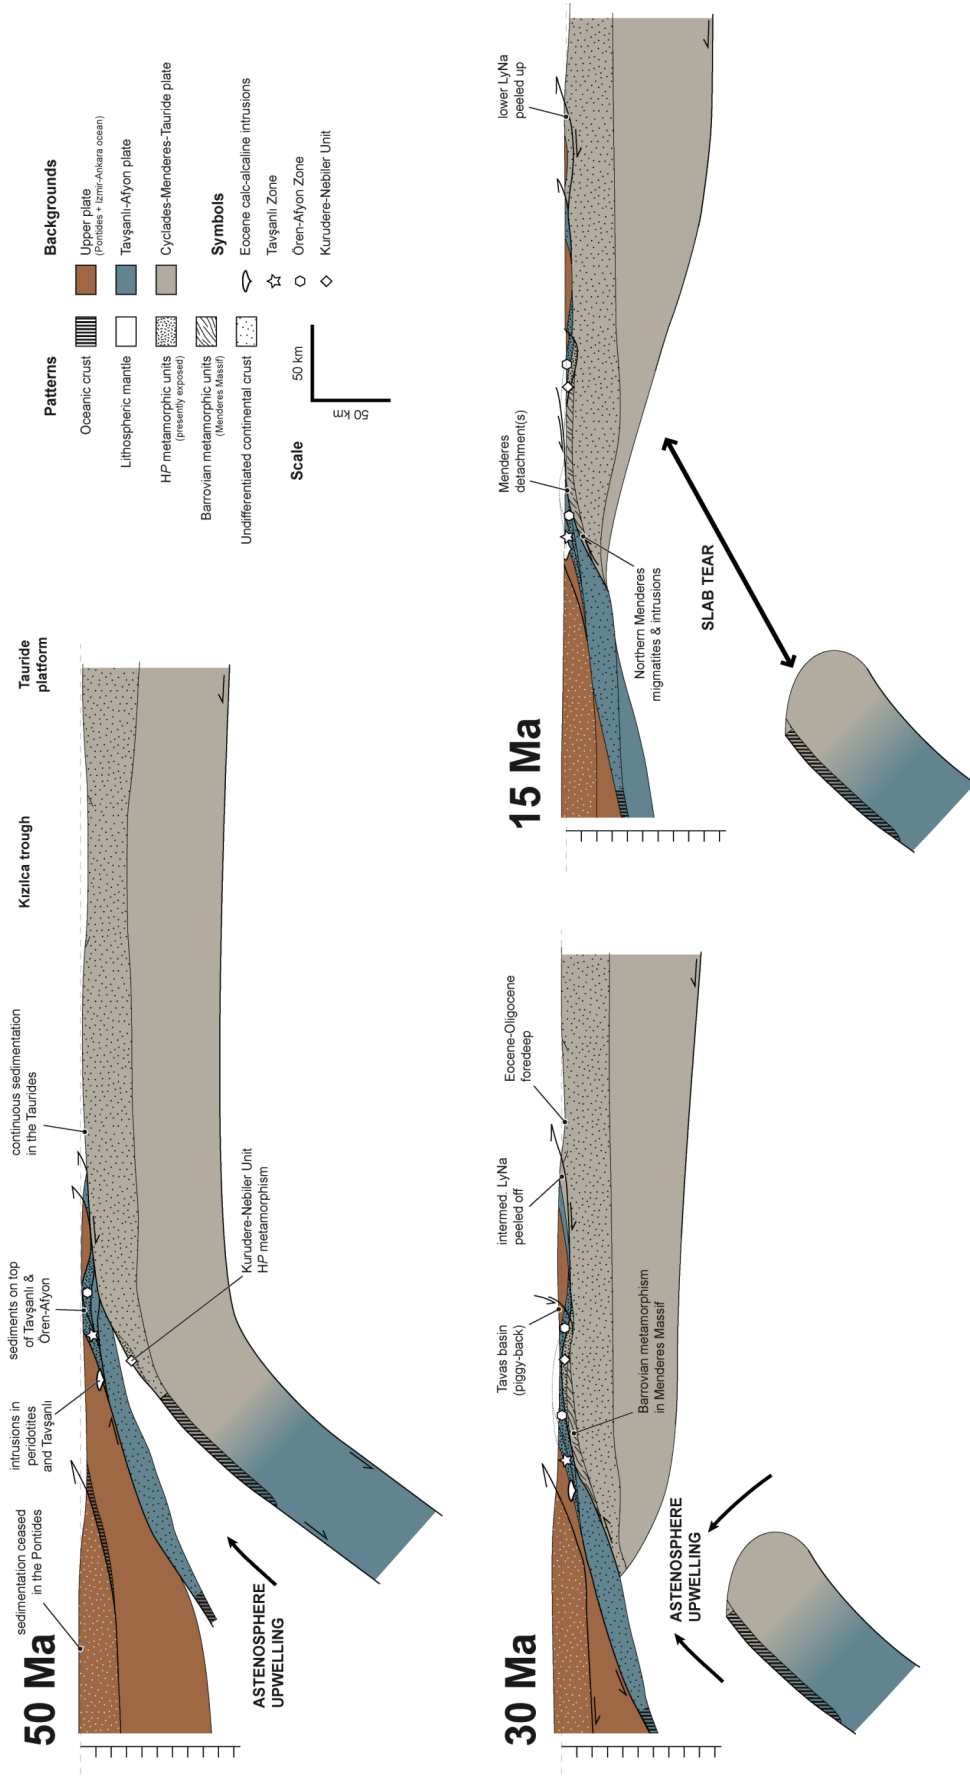 50 Ma
sedimentation ceased
in the Pontides
intrusions in
peridotites
and Tavşanlı
sediments on top
of Tavşanlı &
Ören-Afyon
continuous sedimentation
in the Taurides
Kızılca trough
Tauride
platform
Kurudere-Nebiler Unit
HP metamorphism
ASTENOSPHERE
UPWELLING
Patterns
Oceanic crust
Lithospheric mantle
HP metamorphic units
(presently exposed)
Barrovian metamorphic units
(Menderes Massif)
Undifferentiated continental crust
Backgrounds
Upper plate
(Pontides + Izmir-Ankara ocean)
Tavşanlı-Afyon plate
Cyclades-Menderes-Tauride plate
Symbols
Eocene calc-alcaline intrusions
Tavşanlı Zone
Ören-Afyon Zone
Kurudere-Nebiler Unit
Scale
50 km
50 km
30 Ma
Tavas basin
(piggy-back)
intermed. LyNa
peeled off
Eocene-Oligocene
foredeep
Barrovian metamorphism
in Menderes Massif
ASTENOSPHERE
UPWELLING
15 Ma
Menderes
detachment(s)
lower LyNa
peeled up
Northern Menderes
migmatites & intrusions
SLAB TEAR